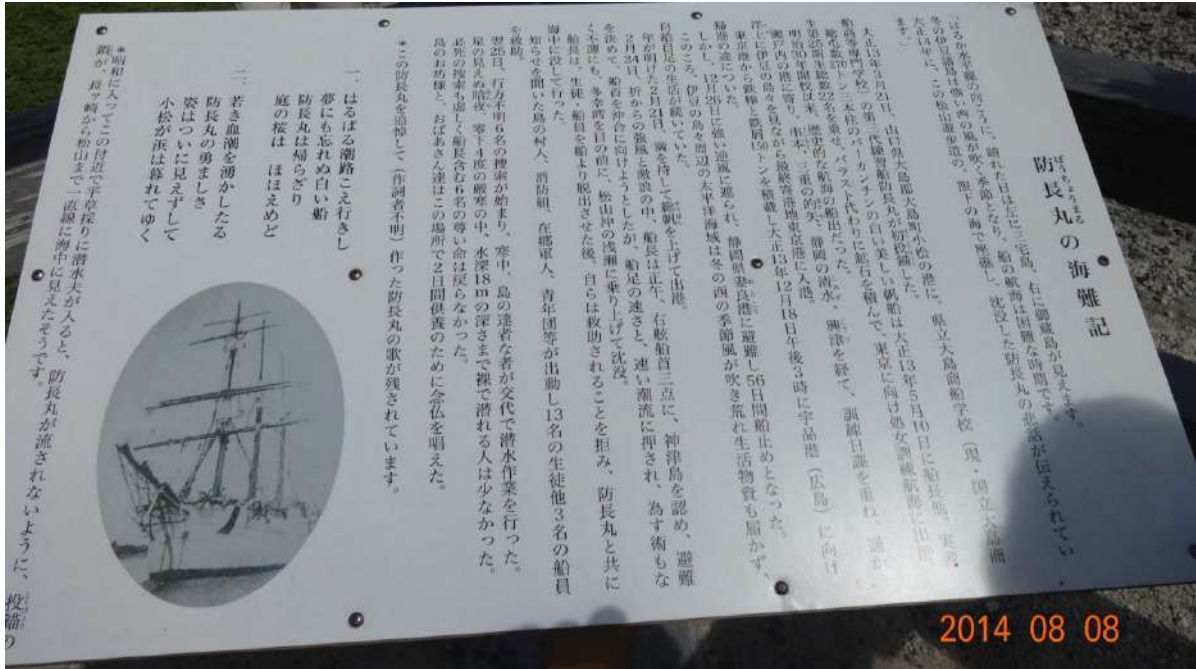 防長丸の海難記
ぼうちょうまる
「はるか水平線の向こうに、晴れた日は左に三宅島、右に御蔵島が見えます。
冬の伊豆諸島は強い西の風が吹く季節となり、船の航海は困難な時間です。
大正14年に、この松山遊歩道の、眼下の海で座礁し、沈没した防長丸の悲話が伝えられてい
ます。」
大正13年3月21日、山口県大島郡大島町小松の港に、県立大島商船学校(現・国立大島商
船高等専門学校)の第三代練習船防長丸が初投錨した。
総屯数270トン三本柱のバーカンチンの白い美しい帆船は大正13年5月10日に船長他、実習
生第25期生総数22名を乗せ、バラスト代わりに鉱石を積んで、東京に向け処女訓練航海に出港
明治30年開校以来、歴史的な航海の船出だった。
瀬戸内の港に寄り、串本、三重の的矢、静岡の清水、を経て、訓練日課を重ね、遥か
洋上に伊豆の島々を見ながら最終寄港地東京港に入港。
東京港から鉄棒と鉄屑150トンを積載し大正13年12月18日午後3時に宇品港(広島)に向け
帰港の途についた。
しかし、12月26日に強い逆風に遮られ、静岡県妻良港に避難し56日間船止めとなった。
このころ、伊豆の島々周辺の太平洋海域は冬の西の季節風が吹き荒れ生活物資も届かず、
自給自足の生活が続いていた。
年が明けた2月21日、満を持して総帆を上げて出港。
2月24日、折からの強風と激浪の中、船長は正午、右舷船首三点に、神津島を認め、避難
を決めて、船首を沖合に向けようとしたが、船足の速さと、速い潮流に押され、為す術もな
く不運にも、多幸湾を目の前に、松山沖の浅瀬に乗り上げて沈没。
船長は、生徒・船員を船より脱出させた後、自らは救助されることを拒み、防長丸と共に
海中に没して行った。
知らせを聞いた島の村人、消防組、在郷軍人、青年団等が出動し13名の生徒他3名の船員
を救助。
翌25日、行方不明6名の捜索が始まり、寒中、島の達者な者が交代で潜水作業を行った。
星の見えぬ暗夜、零下4度の厳寒の中、水深18mの深さまで裸で潜れる人は少なかった。
必死の捜索も虚しく船長含む6名の尊い命は戻らなかった。
島のお坊様と、おばあさん達はこの場所で2日間供養のために念仏を唱えた。
*この防長丸を追悼して(作詞者不明)作った防長丸の歌が残されています。
一、はるばる潮路こえ行きし
夢にも忘れぬ白い船
防長丸は帰らざり
庭の桜は ほほえめど
二、若き血潮を湧かしたる
防長丸の勇ましさ
姿はついに見えずして
小松が浜は暮れてゆく
*昭和に入ってこの付近で平草採りに潜水夫が入ると、防長丸が流されないように、投錨の
鎖が、長ッ崎から松山まで一直線に海中に見えたそうです。
2014 08 08